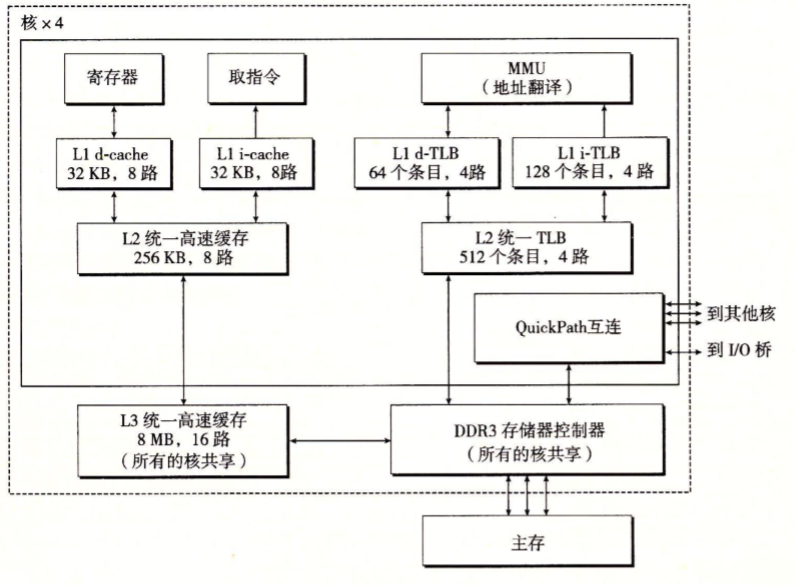 核×4
寄存器
取指令
MMU
（地址翻译）
L1 d-cache
32 KB，8 路
L1 i-cache
32 KB，8路
L1 d-TLB
64 个条目，4路
L1 i-TLB
128 个条目，4 路
L2 统一高速缓存
256 KB，8 路
L2 统一 TLB
512 个条目，4 路
QuickPath互连
到其他核
到 I/O 桥
L3 统一高速缓存
8 MB，16 路
（所有的核共享）
DDR3 存储器控制器
（所有的核共享）
主存